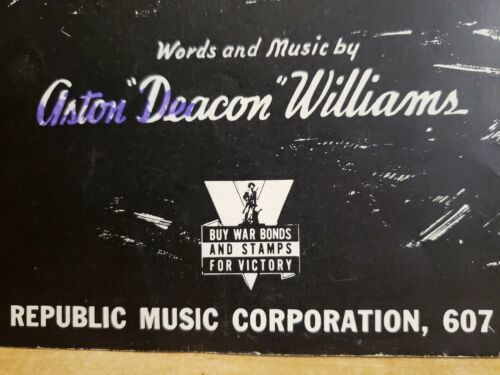 Words and Music by
Aston "Deacon" Williams
BUY WAR BONDS
AND STAMPS
FOR VICTORY
REPUBLIC MUSIC CORPORATION, 607